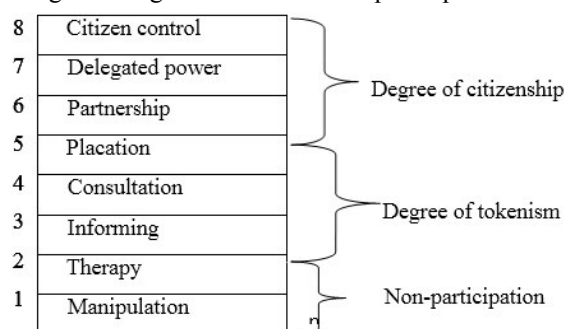 8 Citizen control
7 Delegated power
6 Partnership
Degree of citizenship
5 Placation
4 Consultation
3 Informing
Degree of tokenism
2 Therapy
1 Manipulation
Non-participation